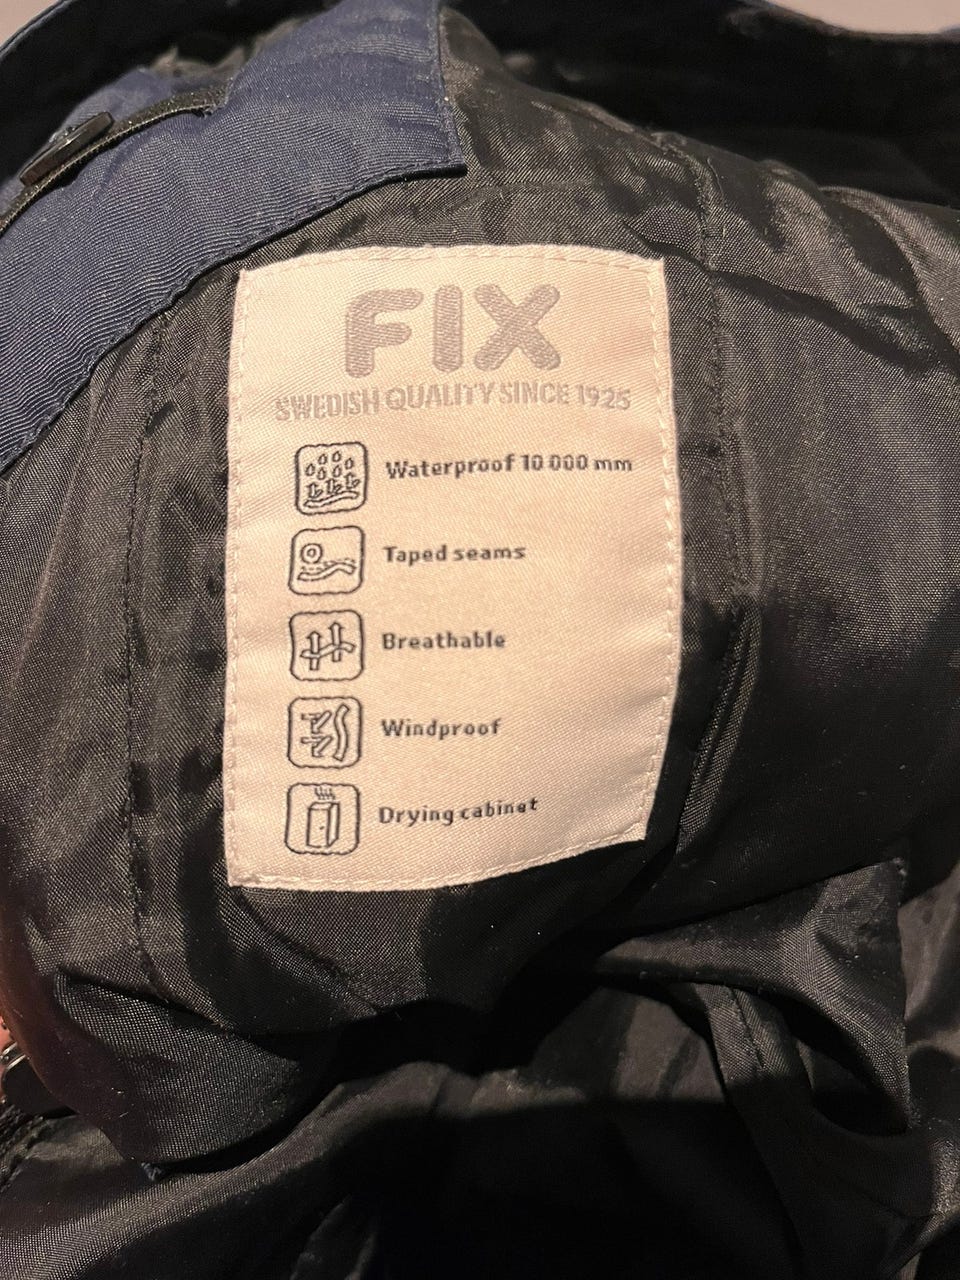 FIX
SWEDISH QUALITY SINCE 1925
Waterproof 10 000 mm
Taped seams
Breathable
Windproof
Drying cabinet